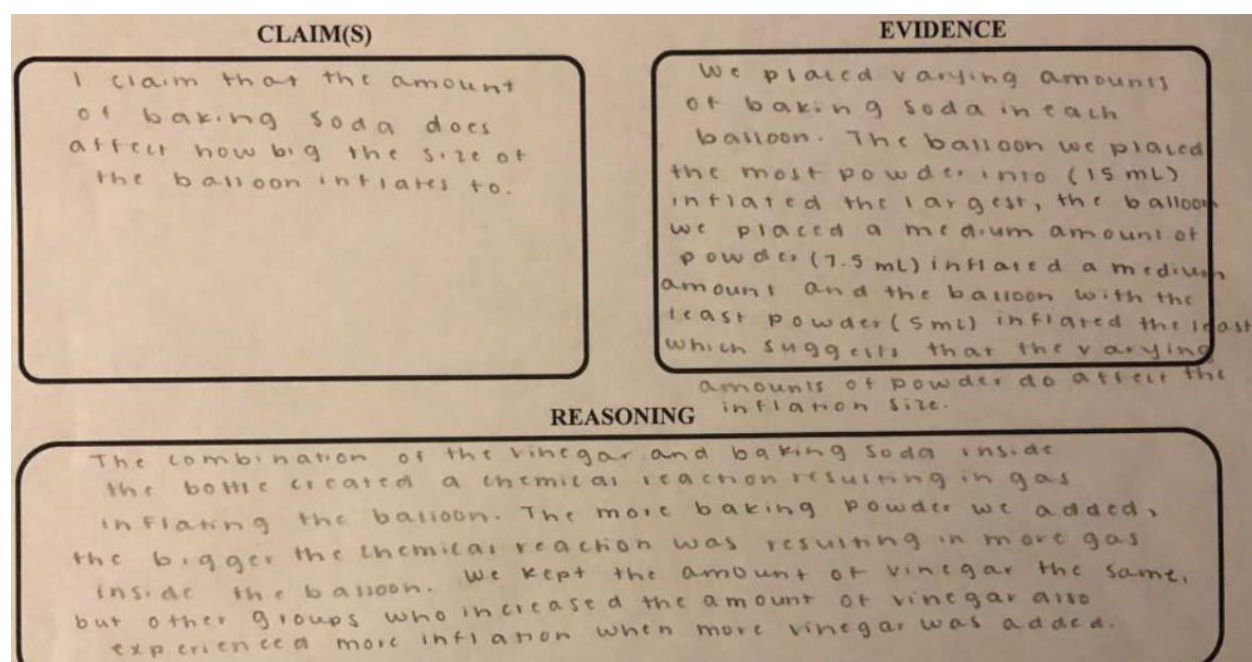 CLAIM(S)
I claim that the amount
of baking soda does
affect how big the size of
the balloon inflates to.
EVIDENCE
We placed varying amounts
of baking soda in each
balloon. The balloon we placed
the most powder into (15 mL)
inflated the largest, the balloon
we placed a medium amount of
powder (7.5 mL) inflated a medium
amount and the balloon with the
least powder (5mL) inflated the least
which suggests that the varying
amounts of powder do affect the
inflation size.
REASONING
The combination of the vinegar and baking soda inside
the bottle created a chemical reaction resulting in gas
inflating the balloon. The more baking powder we added,
the bigger the chemical reaction was resulting in more gas
inside the balloon. We kept the amount of vinegar the same,
but other groups who increased the amount of vinegar also
experienced more inflation when more vinegar was added.